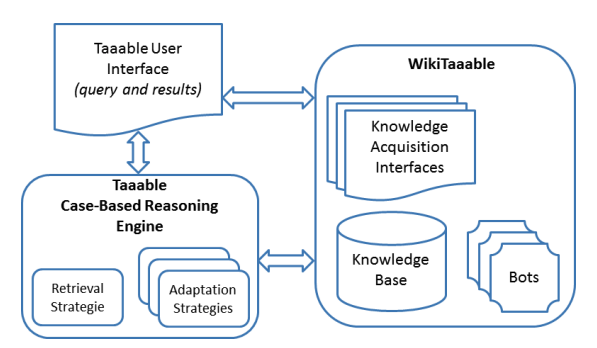 Taaable User
Interface
(query and results)
WikiTaaable
Knowledge
Acquisition
Interfaces
Taaable
Case-Based Reasoning
Engine
Retrieval
Strategie
Adaptation
Strategies
Knowledge
Base
Bots